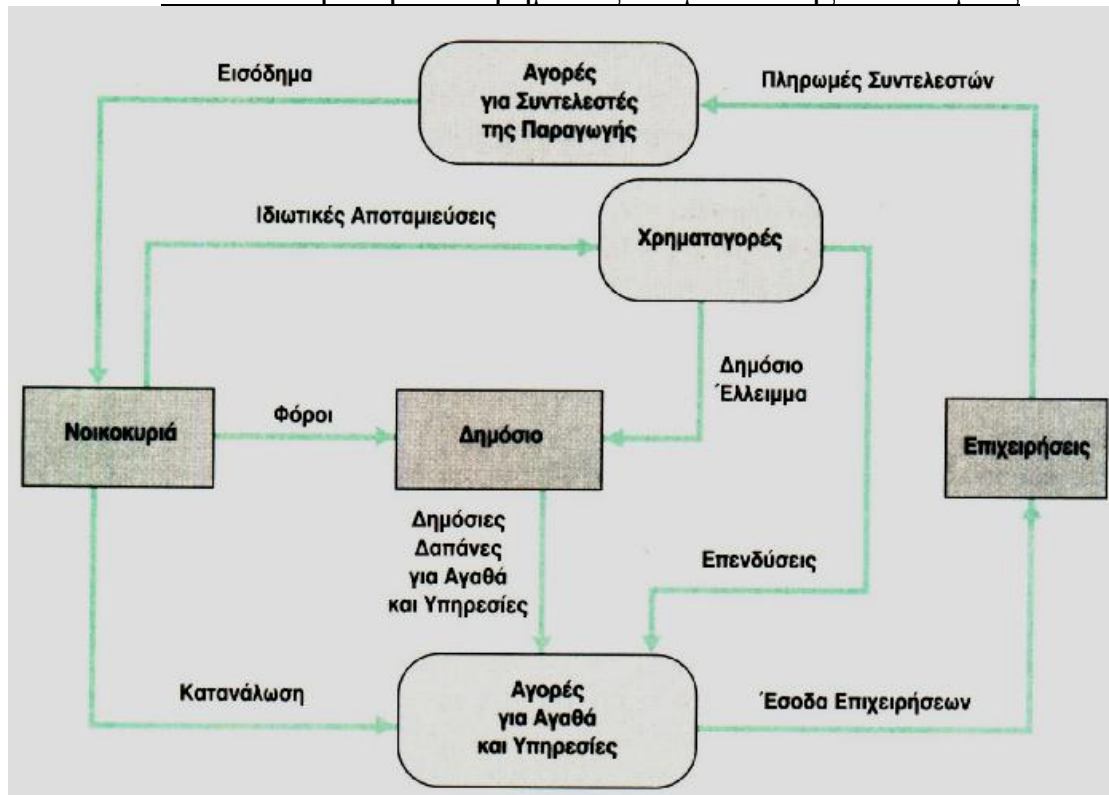 Εισόδημα
Αγορές
για Συντελεστές
της Παραγωγής
Πληρωμές Συντελεστών
Ιδιωτικές Αποταμιεύσεις
Χρηματαγορές
Δημόσιο
Έλλειμμα
Νοικοκυριά
Φόροι
Δημόσιο
Επιχειρήσεις
Δημόσιες
Δαπάνες
για Αγαθά
και Υπηρεσίες
Επενδύσεις
Κατανάλωση
Αγορές
για Αγαθά
και Υπηρεσίες
Έσοδα Επιχειρήσεων